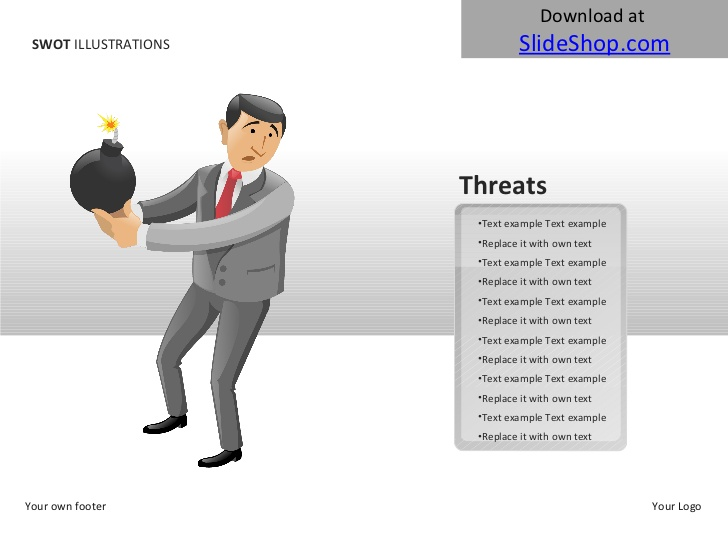 Download at
SlideShop.com
SWOT ILLUSTRATIONS
Threats
•Text example Text example
•Replace it with own text
•Text example Text example
•Replace it with own text
•Text example Text example
•Replace it with own text
•Text example Text example
•Replace it with own text
•Text example Text example
•Replace it with own text
•Text example Text example
•Replace it with own text
Your own footer
Your Logo